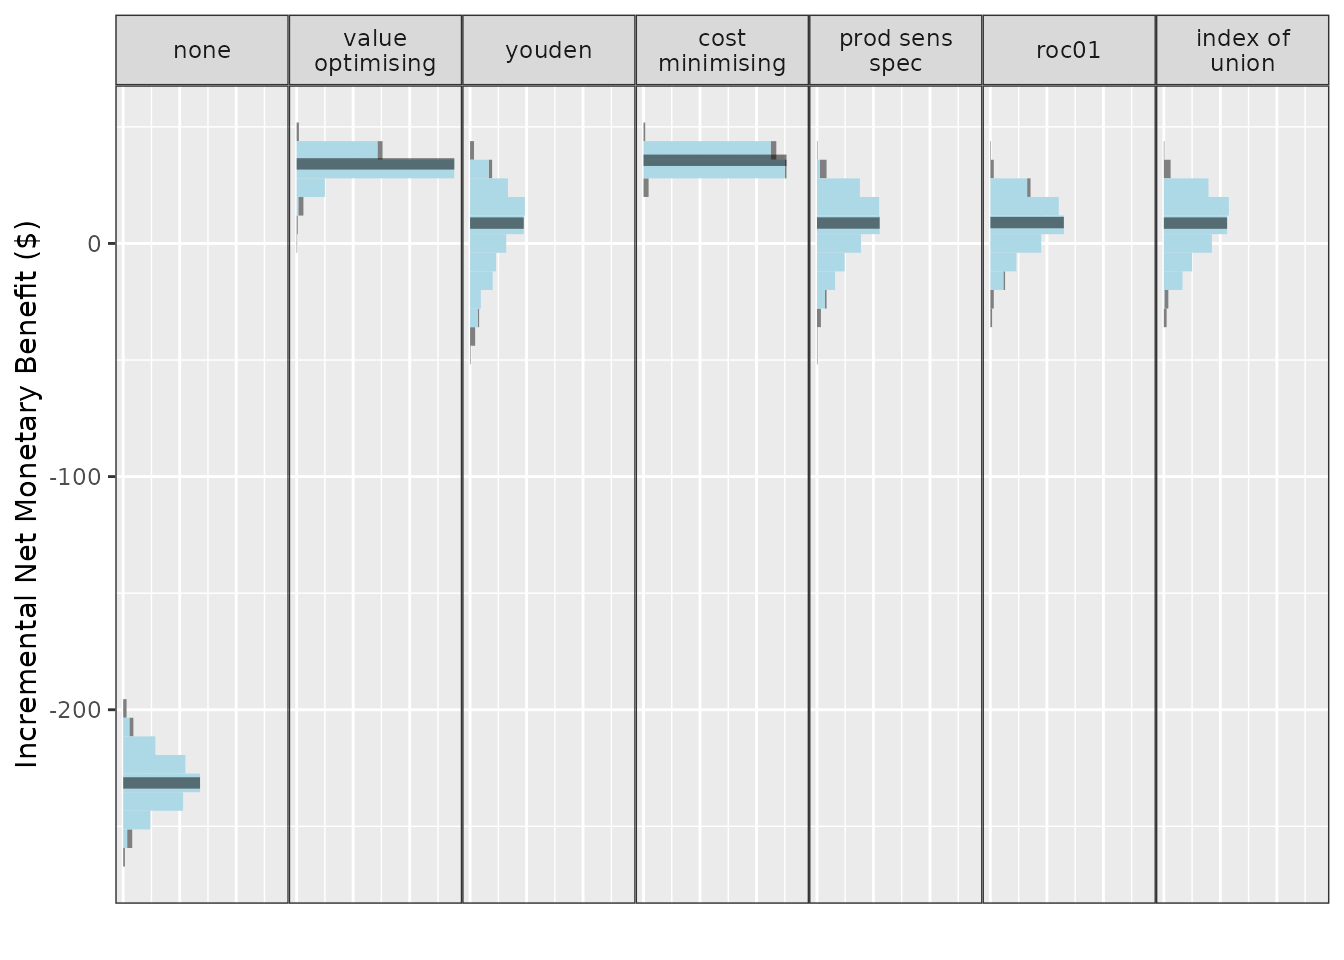 none
value
optimising
youden
cost
minimising
prod sens
spec
roc01
index of
union
Incremental Net Monetary Benefit ($)
0
-100
-200